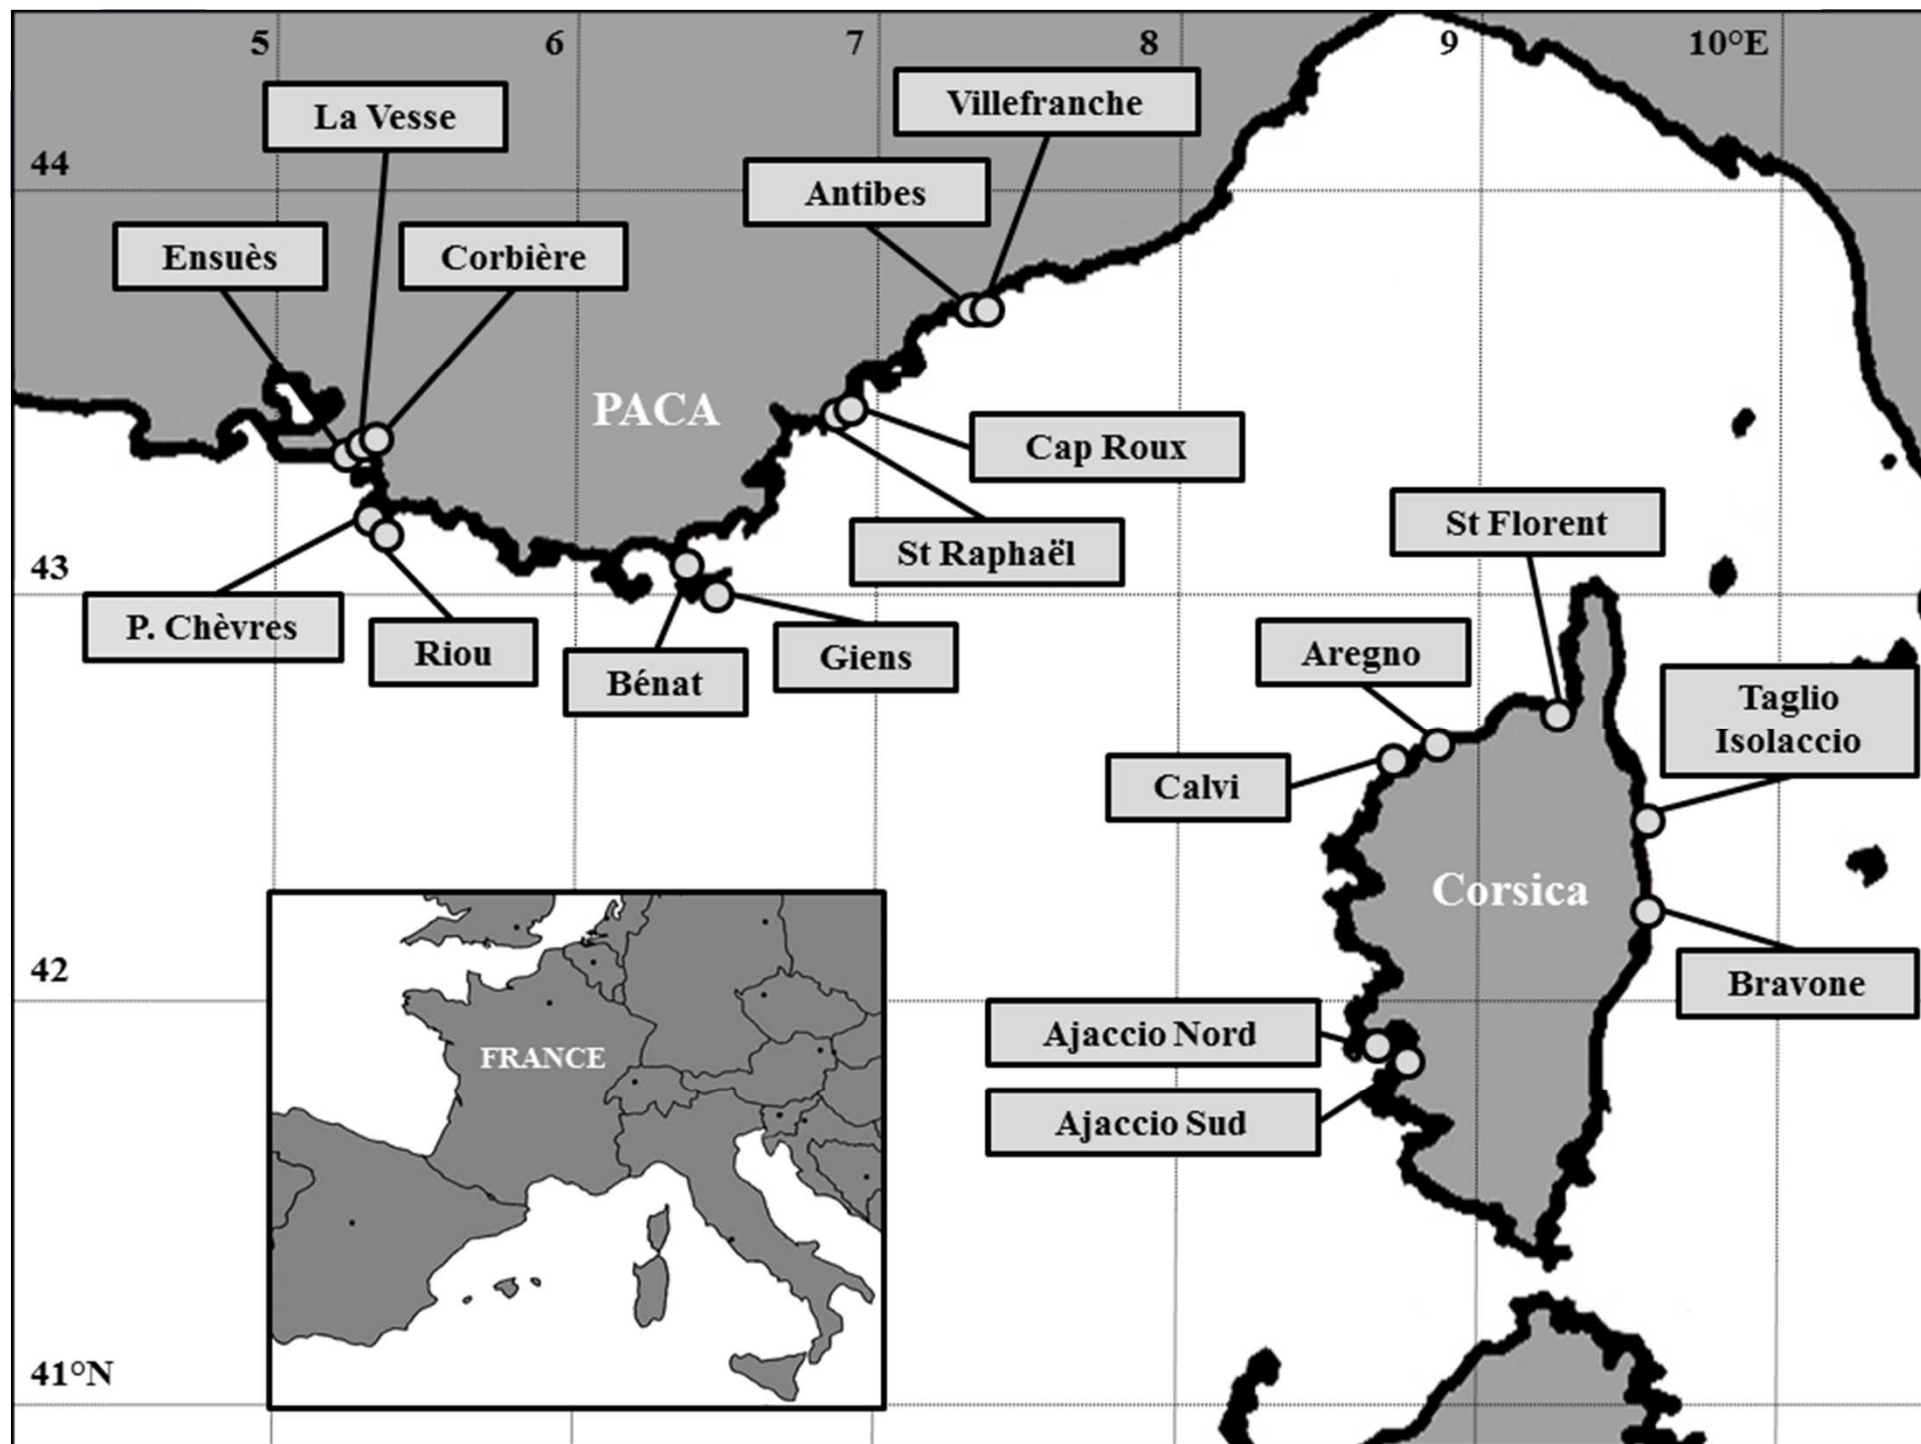 5
6
7
8
9
10°E
La Vesse
Villefranche
44
Antibes
Ensuès
Corbière
PACA
Cap Roux
St Florent
St Raphaël
43
P. Chèvres
Riou
Bénat
Giens
Aregno
Taglio
Isolaccio
Calvi
Corsica
42
Bravone
Ajaccio Nord
FRANCE
Ajaccio Sud
41°N